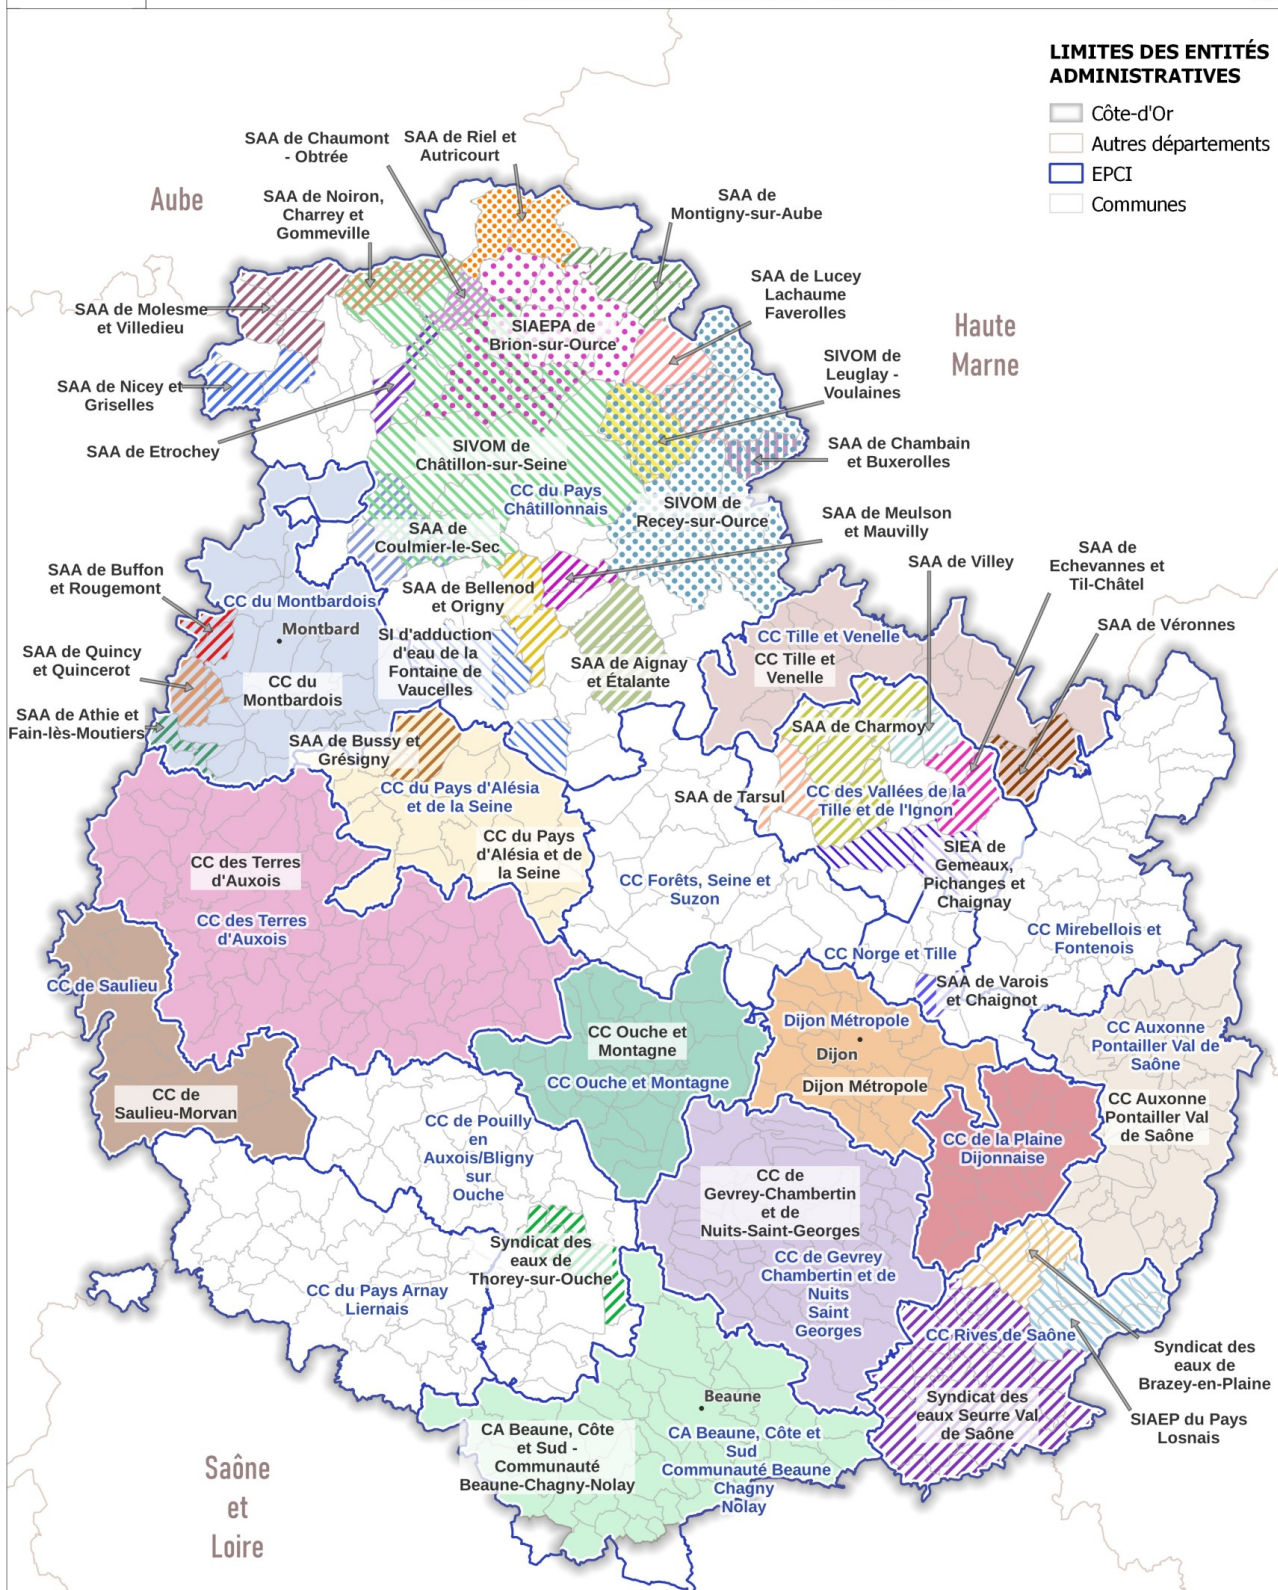 LIMITES DES ENTITÉS
ADMINISTRATIVES
Côte-d'Or
Autres départements
EPCI
Communes
SAA de Chaumont
- Obtrée
SAA de Riel et
Autricourt
Aube
SAA de Noiron,
Charrey et
Gommeville
SAA de
Montigny-sur-Aube
SAA de Lucey
Lachaume
Faverolles
SAA de Molesme
et Villedieu
SIAEPA de
Brion-sur-Ource
Haute
Marne
SIVOM de
Leuglay -
Voulaines
SAA de Nicey et
Griselles
SAA de Etrochey
SIVOM de
Châtillon-sur-Seine
SAA de Chambain
et Buxerolles
CC du Pays
Châtillonnais
SIVOM de
Recey-sur-Ource
SAA de Meulson
et Mauvilly
SAA de
Coulmier-le-Sec
SAA de Villey
SAA de
Echevannes et
Til-Châtel
SAA de Buffon
et Rougemont
SAA de Bellenod
et Origny
CC du Montbardois
Montbard
SI d'adduction
d'eau de la
Fontaine de
Vaucelles
CC Tille et Venelle
CC Tille et
Venelle
SAA de Véronnes
SAA de Quincy
et Quincerot
CC du
Montbardois
SAA de Aignay
et Étalante
SAA de Athie et
Fain-lès-Moutiers
SAA de Bussy et
Grésigny
SAA de Charmoy
CC du Pays d'Alésia
et de la Seine
SAA de Tarsul
CC des Vallées de la
Tille et de l'Ignon
CC du Pays
d'Alésia et de
la Seine
SIEA de
Gemeaux,
Pichanges et
Chaignay
CC des Terres
d'Auxois
CC Forêts, Seine et
Suzon
CC des Terres
d'Auxois
CC Mirebellois et
Fontenois
CC Norge et Tille
CC de Saulieu
SAA de Varois
et Chaignot
CC Ouche et
Montagne
Dijon Métropole
Dijon
CC Auxonne
Pontailler Val de
Saône
CC Ouche et Montagne
Dijon Métropole
CC de
Saulieu-Morvan
CC Auxonne
Pontailler Val
de Saône
CC de Pouilly
en
Auxois/Bligny
sur
Ouche
CC de la Plaine
Dijonnaise
CC de
Gevrey-Chambertin
et de
Nuits-Saint-Georges
Syndicat des
eaux de
Thorey-sur-Ouche
CC de Gevrey
Chambertin et de
Nuits
Saint
Georges
CC du Pays Arnay
Liernais
CC Rives de Saône
Syndicat des
eaux de
Brazey-en-Plaine
Beaune
Syndicat des
eaux Seurre Val
de Saône
SIAEP du Pays
Losnais
CA Beaune, Côte
et Sud -
Communauté
Beaune-Chagny-Nolay
CA Beaune, Côte et
Sud
Communauté Beaune
Chagny
Nolay
Saône
et
Loire